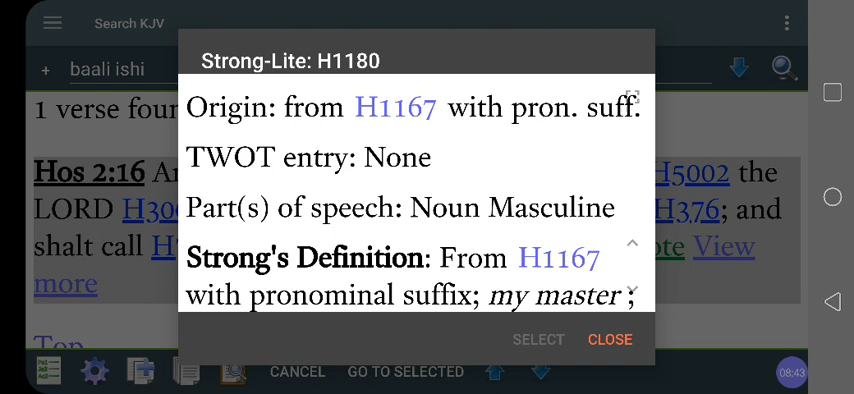 Search KJV
Strong-Lite: H1180
+ baali ishi
1 verse four
Origin: from H1167 with pron. suff.
TWOT entry: None
Hos 2:16 H5002 the
LORD H30 Part(s) of speech: Noun Masculine H376; and
shalt call Strong's Definition: From H1167 View
more with pronominal suffix; my master ;
SELECT CLOSE
Top
CANCEL GO TO SELECTED 08:43